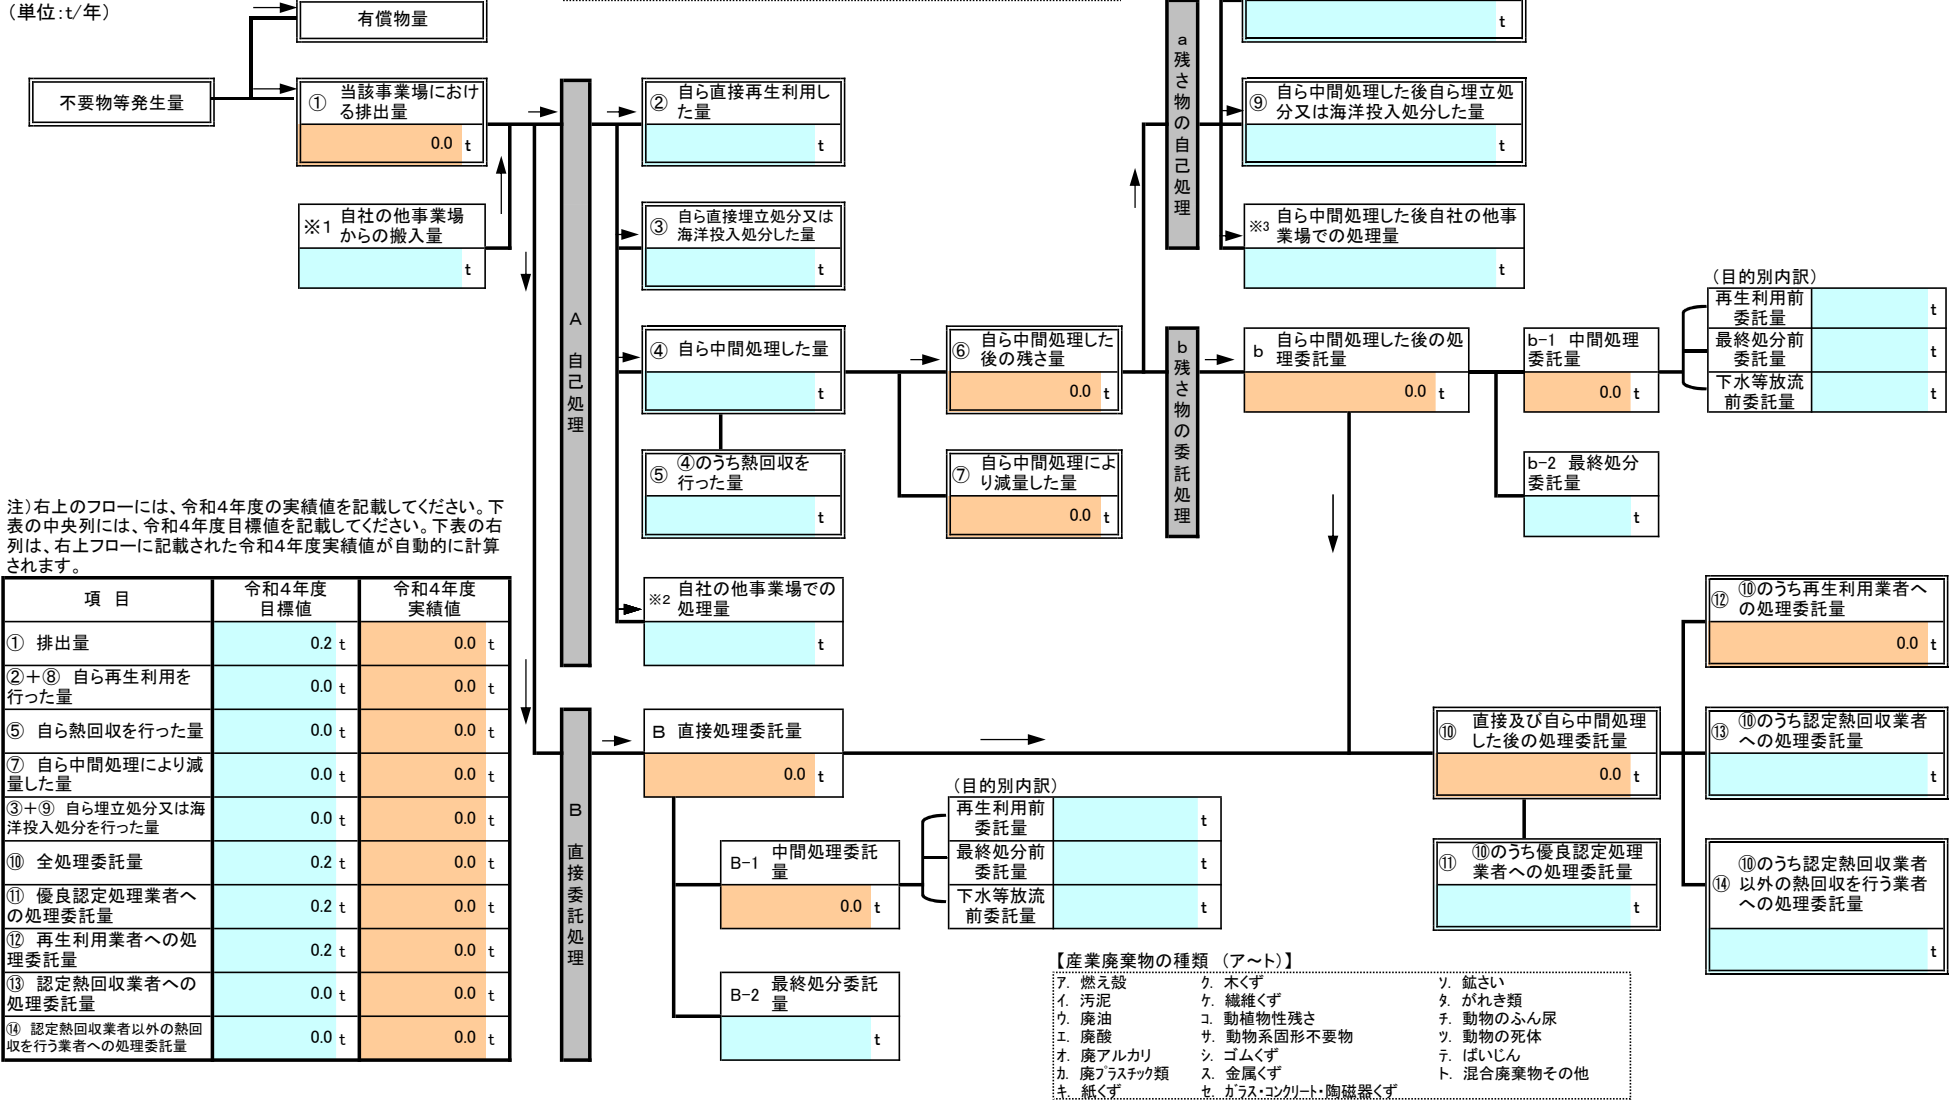 （単位:t/年）
有償物量
不要物等発生量
① 当該事業場におけ
る排出量
0.0 t
※1 自社の他事業場
からの搬入量
t
A 自己処理
② 自ら直接再生利用し
た量
t
③ 自ら直接埋立処分又は
海洋投入処分した量
t
④ 自ら中間処理した量
t
⑤ ④のうち熱回収を
行った量
t
※2 自社の他事業場での
処理量
t
⑥ 自ら中間処理した
後の残さ量
0.0 t
⑦ 自ら中間処理によ
り減量した量
0.0 t
a残さ物の自己処理
t
⑨ 自ら中間処理した後自ら埋立処
分又は海洋投入処分した量
t
※3 自ら中間処理した後自社の他事
業場での処理量
t
b残さ物の委託処理
b 自ら中間処理した後の処
理委託量
0.0 t
b-1 中間処理
委託量
0.0 t
b-2 最終処分
委託量
t
（目的別内訳）
再生利用前
委託量
t
最終処分前
委託量
t
下水等放流
前委託量
t
注）右上のフローには、令和4年度の実績値を記載してください。下
表の中央列には、令和4年度目標値を記載してください。下表の右
列は、右上フローに記載された令和4年度実績値が自動的に計算
されます。
項 目 令和4年度 令和4年度
目標値 実績値
① 排出量 0.2 t 0.0 t
②＋⑧ 自ら再生利用を
行った量 0.0 t 0.0 t
⑤ 自ら熱回収を行った量 0.0 t 0.0 t
⑦ 自ら中間処理により減
量した量 0.0 t 0.0 t
③＋⑨ 自ら埋立処分又は海
洋投入処分を行った量 0.0 t 0.0 t
⑩ 全処理委託量 0.2 t 0.0 t
⑪ 優良認定処理業者へ
の処理委託量 0.2 t 0.0 t
⑫ 再生利用業者への処
理委託量 0.2 t 0.0 t
⑬ 認定熱回収業者への
処理委託量 0.0 t 0.0 t
⑭ 認定熱回収業者以外の熱回
収を行う業者への処理委託量 0.0 t 0.0 t
B 直接委託処理
B 直接処理委託量
0.0 t
B-1 中間処理委託
量
0.0 t
B-2 最終処分委託
量
t
（目的別内訳）
再生利用前
委託量
t
最終処分前
委託量
t
下水等放流
前委託量
t
⑩ 直接及び自ら中間処理
した後の処理委託量
0.0 t
⑪ ⑩のうち優良認定処理
業者への処理委託量
t
⑫ ⑩のうち再生利用業者へ
の処理委託量
0.0 t
⑬ ⑩のうち認定熱回収業者
への処理委託量
t
⑭ ⑩のうち認定熱回収業者
以外の熱回収を行う業者
への処理委託量
t
【産業廃棄物の種類 （ア～ト）】
ア. 燃え殻 ク. 木くず ソ. 鉱さい
イ. 汚泥 ケ. 繊維くず タ. がれき類
ウ. 廃油 コ. 動植物性残さ チ. 動物のふん尿
エ. 廃酸 サ. 動物系固形不要物 ツ. 動物の死体
オ. 廃アルカリ シ. ゴムくず テ. ばいじん
カ. 廃プラスチック類 ス. 金属くず ト. 混合廃棄物その他
キ. 紙くず セ. ガラス・コンクリート・陶磁器くず